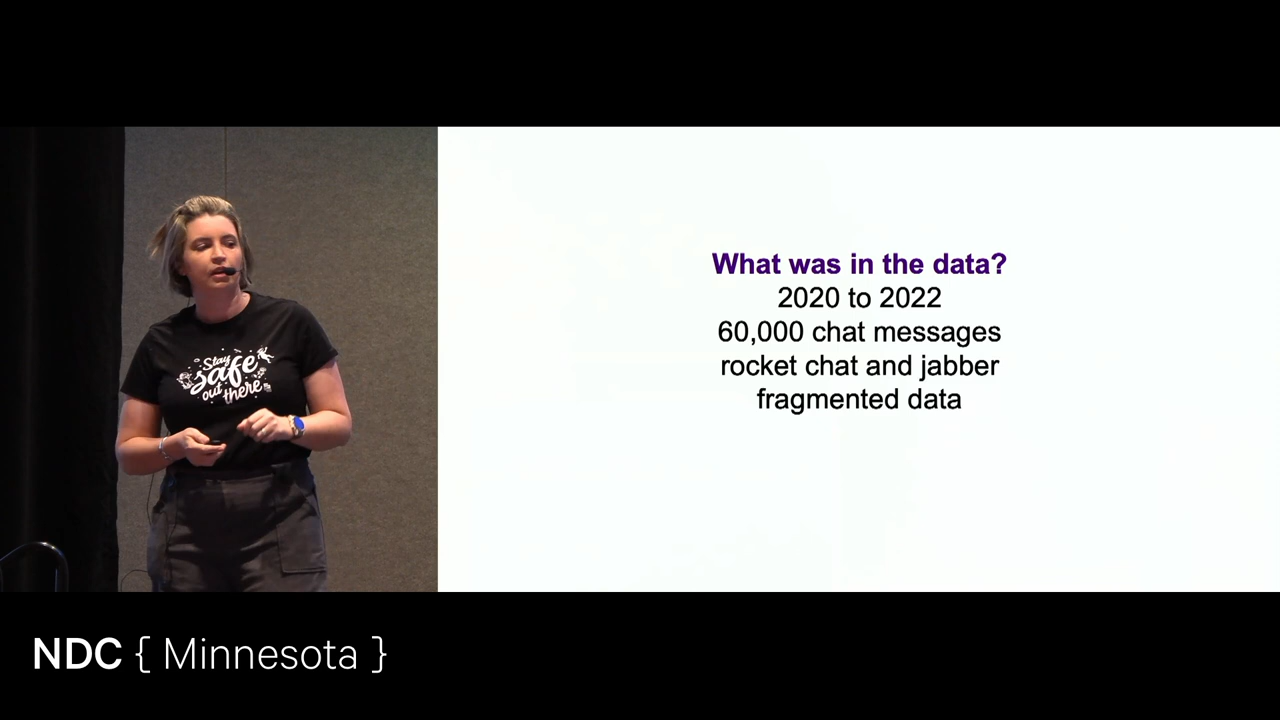 Stay
safe
out there
What was in the data?
2020 to 2022
60,000 chat messages
rocket chat and jabber
fragmented data
NDC { Minnesota }